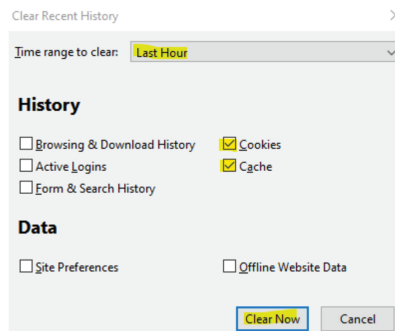 Clear Recent History
Time range to clear: Last Hour
History
Browsing & Download History Cookies
Active Logins Cache
Form & Search History
Data
Site Preferences Offline Website Data
Clear Now Cancel